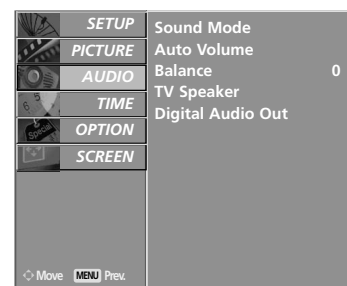 SETUP
PICTURE
AUDIO
TIME
OPTION
SCREEN
Sound Mode
Auto Volume
Balance 0
TV Speaker
Digital Audio Out
Special
Move MENU Prev.